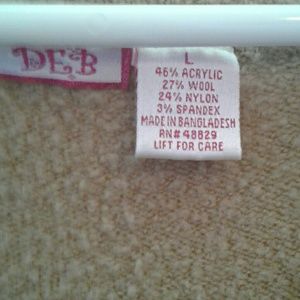 DEB
L
46% ACRYLIC
27% WOOL
24% NYLON
3% SPANDEX
MADE IN BANGLADESH
RN# 48829
LIFT FOR CARE